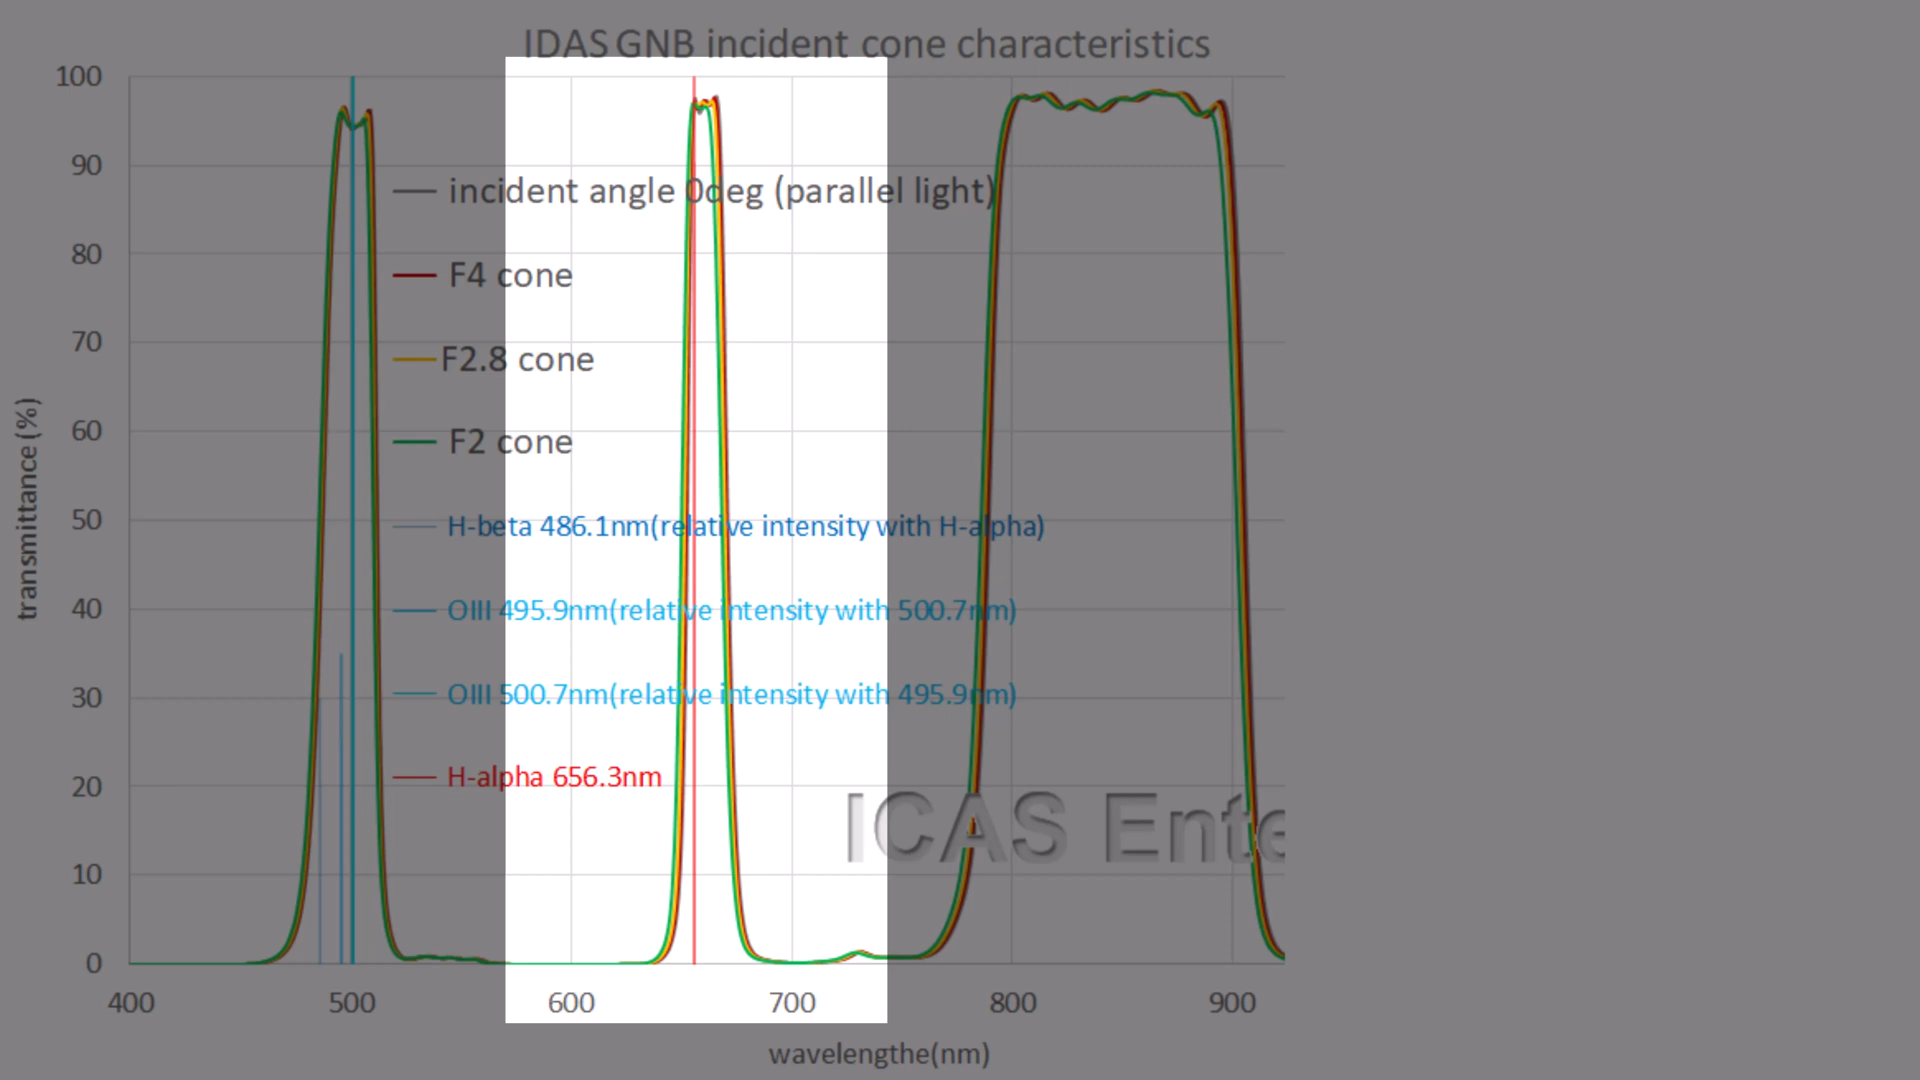 IDAS GNB incident cone characteristics
100
90
80
70
60
50
40
30
20
10
0
transmittance (%)
incident angle 0deg (parallel light)
F4 cone
F2.8 cone
F2 cone
H-beta 486.1nm(relative intensity with H-alpha)
OIII 495.9nm(relative intensity with 500.7nm)
OIII 500.7nm(relative intensity with 495.9nm)
H-alpha 656.3nm
ICAS Ente
400 500 600 700 800 900
wavelengthe(nm)